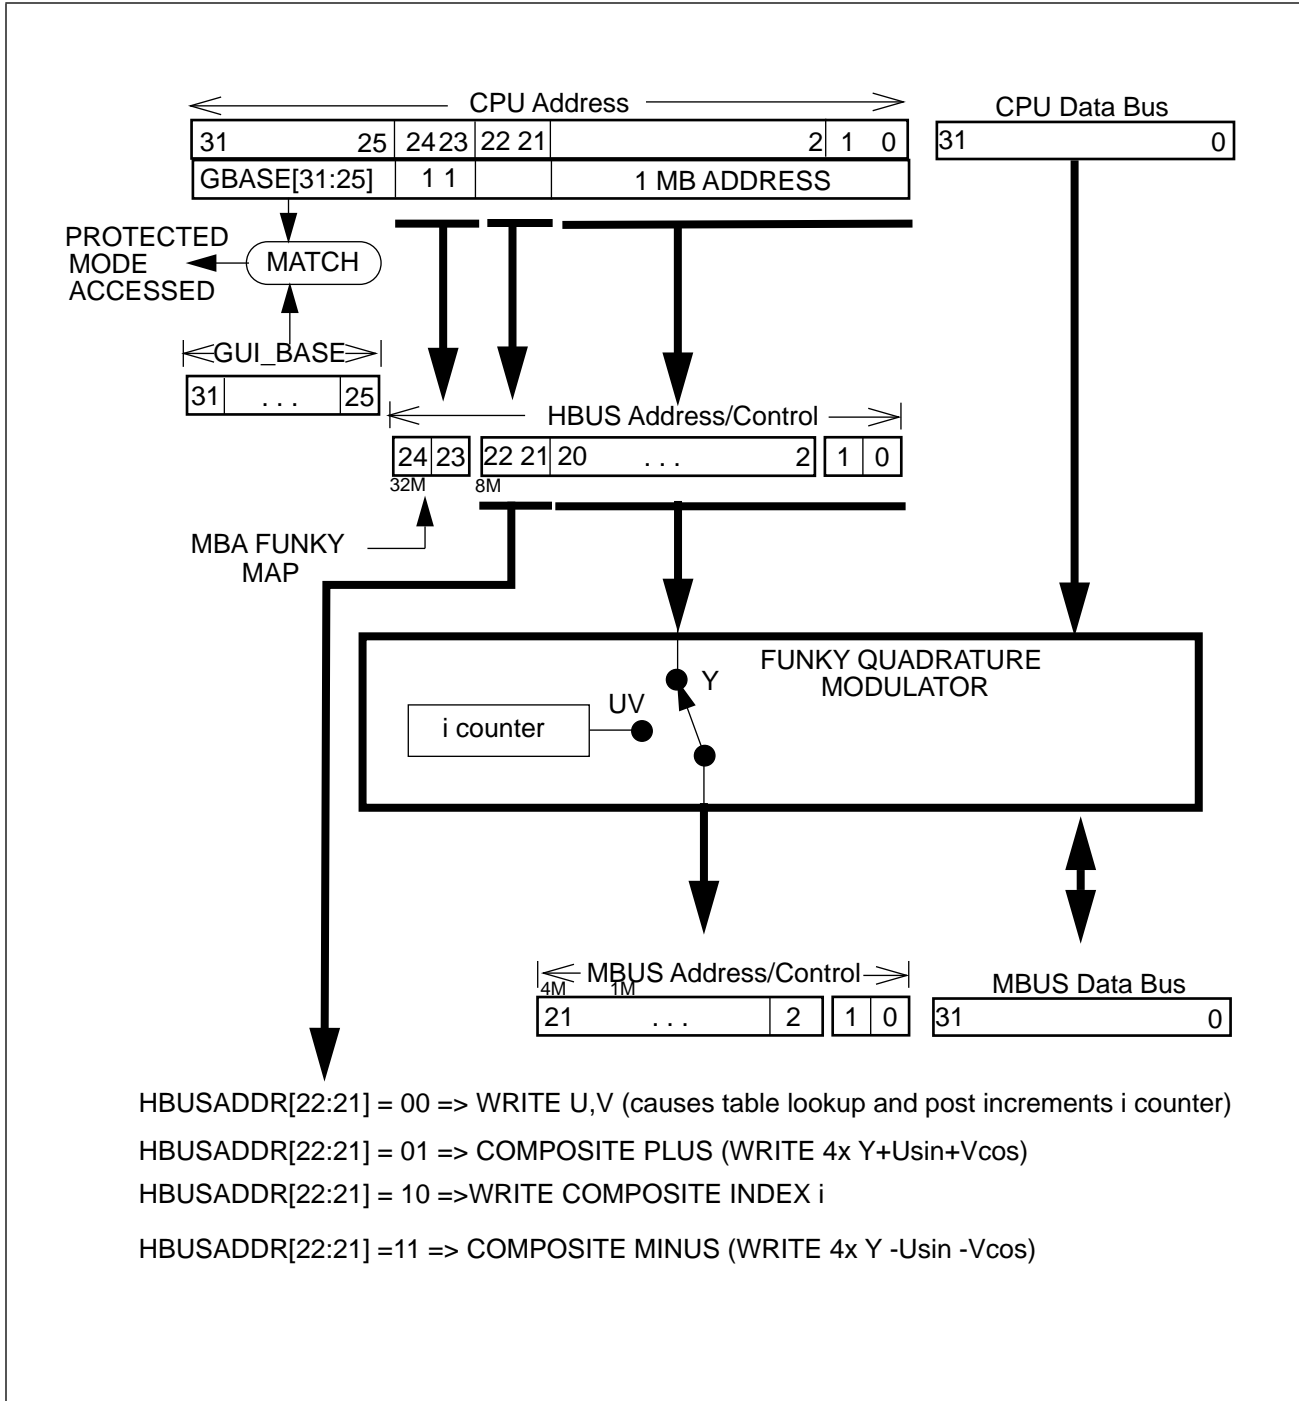 CPU Address
CPU Data Bus
31 25 24 23 22 21 2 1 0
31 0
GBASE[31:25] 1 1 1 MB ADDRESS
PROTECTED
MODE
ACCESSED
MATCH
GUI_BASE
31 . . . 25
HBUS Address/Control
24 23 22 21 20 . . . 2 1 0
32M 8M
MBA FUNKY
MAP
FUNKY QUADRATURE
MODULATOR
Y
UV
i counter
MBUS Address/Control
4M 1M
MBUS Data Bus
21 . . . 2 1 0
31 0
HBUSADDR[22:21] = 00 => WRITE U,V (causes table lookup and post increments i counter)
HBUSADDR[22:21] = 01 => COMPOSITE PLUS (WRITE 4x Y+Usin+Vcos)
HBUSADDR[22:21] = 10 =>WRITE COMPOSITE INDEX i
HBUSADDR[22:21] =11 => COMPOSITE MINUS (WRITE 4x Y -Usin -Vcos)